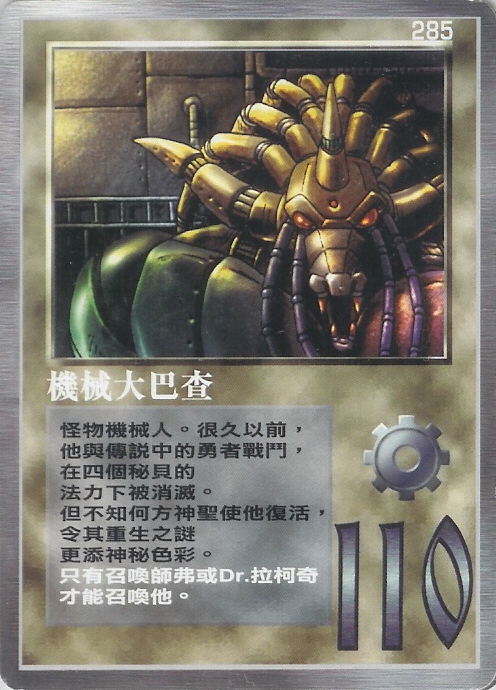 285
機械大巴查
怪物機械人。很久以前，
他與傳說中的勇者戰鬥，
在四個秘貝的
法力下被消滅。
但不知何方神聖使他復活，
令其重生之謎
更添神秘色彩。
只有召喚師弗或Dr.拉柯奇
才能召喚他。
110